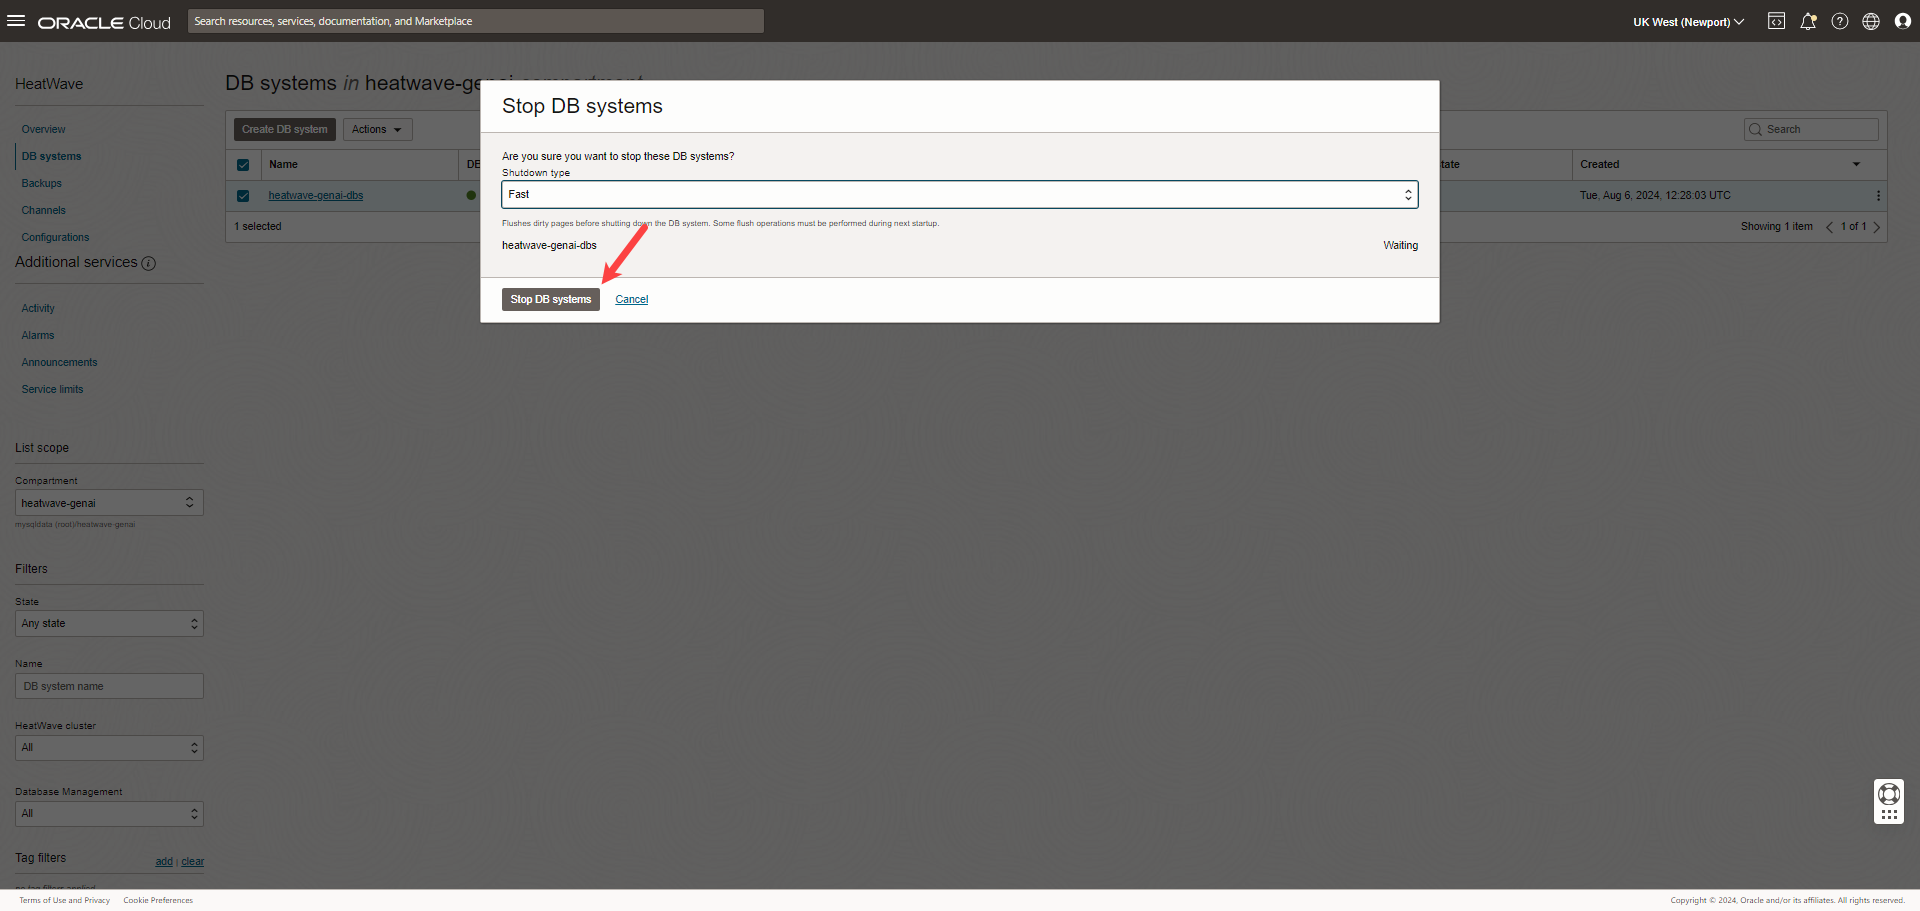 ORACLE Cloud
Search resources, services, documentation, and Marketplace
UK West (Newport)
HeatWave
Overview
DB systems
Backups
Channels
Configurations
Additional services
Activity
Alarms
Announcements
Service limits
List scope
Compartment
heatwave-genai
mysqldata (root)/heatwave-genai
Filters
State
Any state
Name
DB system name
HeatWave cluster
All
Database Management
All
Tag filters
add | clear
no tag filters applied
DB systems in heatwave-genai compartment
Create DB system
Actions
Search
Name
DB
tate
Created
heatwave-genai-dbs
Tue, Aug 6, 2024, 12:28:03 UTC
1 selected
Showing 1 item
1 of 1
Stop DB systems
Are you sure you want to stop these DB systems?
Shutdown type
Fast
Flushes dirty pages before shutting down the DB system. Some flush operations must be performed during next startup.
heatwave-genai-dbs
Waiting
Stop DB systems
Cancel
Terms of Use and Privacy
Cookie Preferences
Copyright © 2024, Oracle and/or its affiliates. All rights reserved.